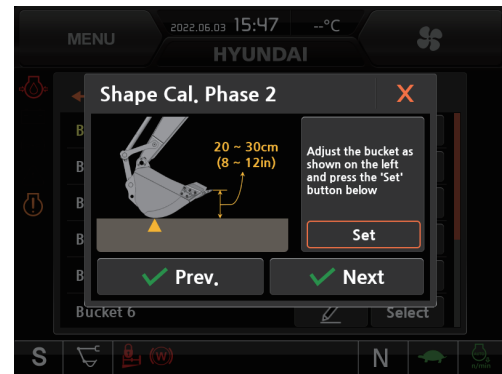 MENU
2022.06.03 15:47
--°C
HYUNDAI
Shape Cal. Phase 2
X
20 ~ 30cm
(8 ~ 12in)
Adjust the bucket as
shown on the left
and press the 'Set'
button below
Set
Prev.
Next
B
B
B
B
B
Bucket 6
Select
S
(W)
N
n/min